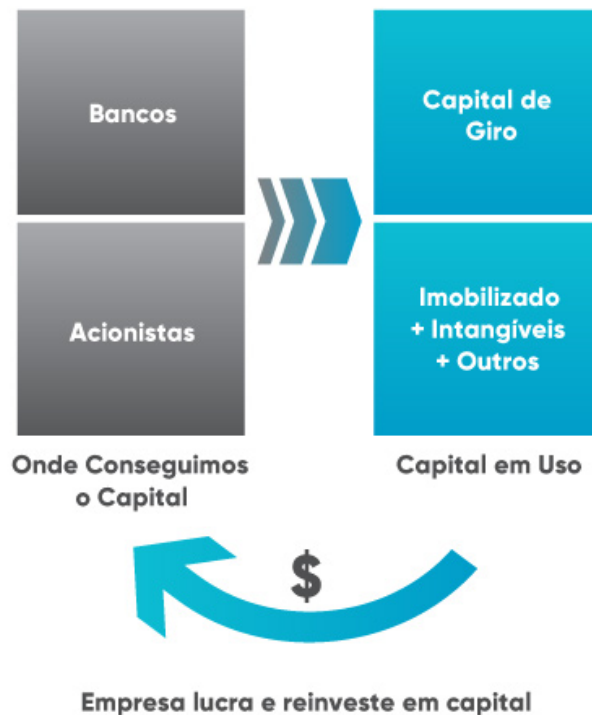 Bancos
Capital de
Giro
Acionistas
Imobilizado
+ Intangíveis
+ Outros
Onde Conseguimos
o Capital
Capital em Uso
$
Empresa lucra e reinveste em capital